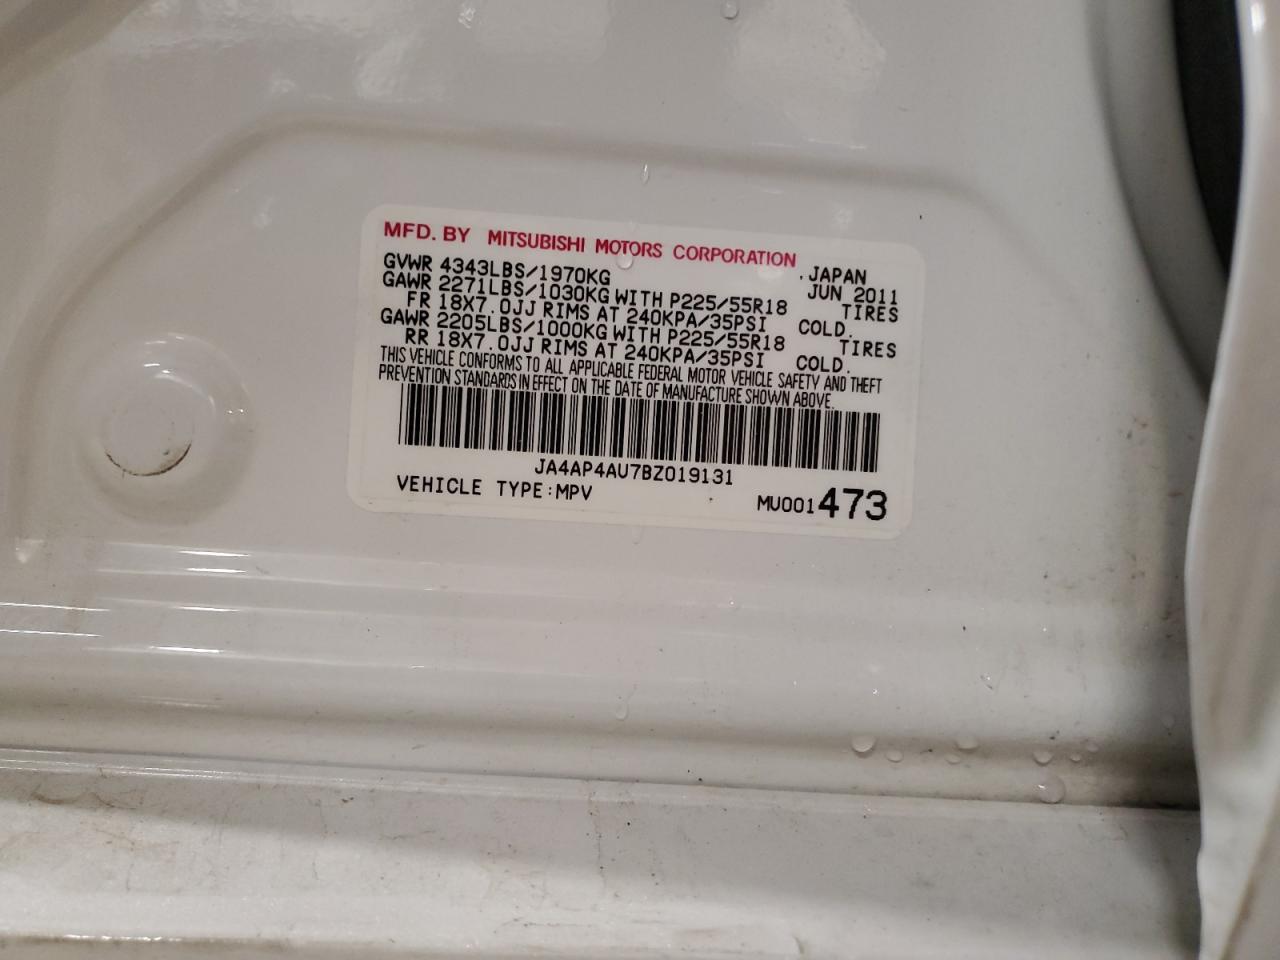 MFD. BY MITSUBISHI MOTORS CORPORATION
JAPAN
GVWR 4343LBS/1970KG JUN 2011
GAWR 2271LBS/1030KG WITH P225/55R18 TIRES
FR 18X7.0JJ RIMS AT 240KPA/35PSI COLD.
GAWR 2205LBS/1000KG WITH P225/55R18 TIRES
RR 18X7.0JJ RIMS AT 240KPA/35PSI COLD.
THIS VEHICLE CONFORMS TO ALL APPLICABLE FEDERAL MOTOR VEHICLE SAFETY AND THEFT
PREVENTION STANDARDS IN EFFECT ON THE DATE OF MANUFACTURE SHOWN ABOVE.
JA4AP4AU7BZ019131
VEHICLE TYPE:MPV MU001473